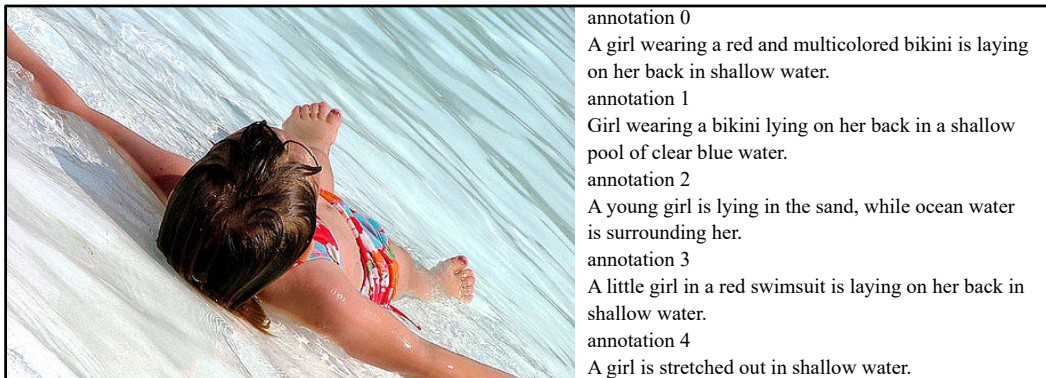 annotation 0
A girl wearing a red and multicolored bikini is laying
on her back in shallow water.
annotation 1
Girl wearing a bikini lying on her back in a shallow
pool of clear blue water.
annotation 2
A young girl is lying in the sand, while ocean water
is surrounding her.
annotation 3
A little girl in a red swimsuit is laying on her back in
shallow water.
annotation 4
A girl is stretched out in shallow water.